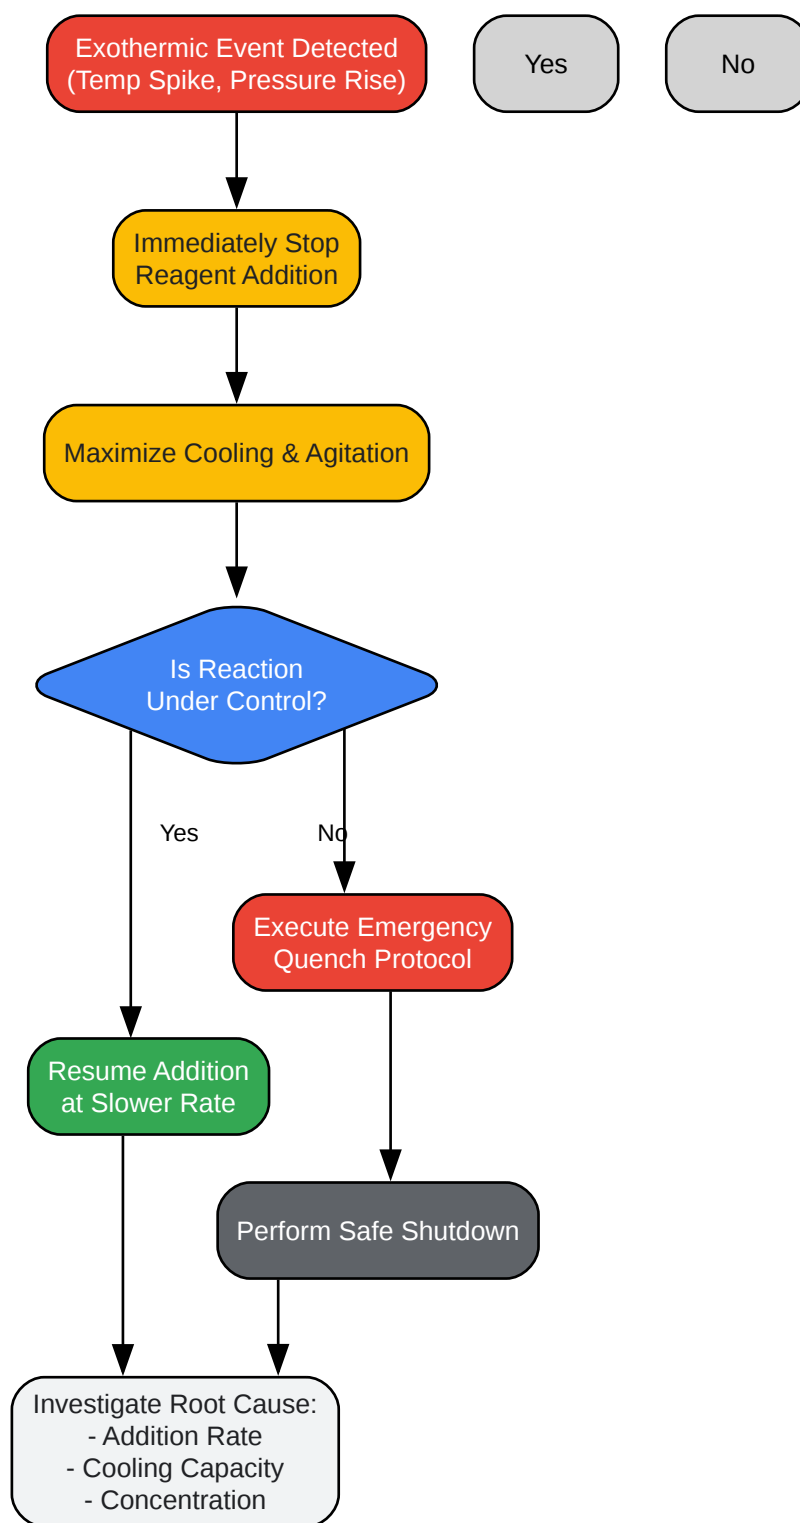 Exothermic Event Detected
(Temp Spike, Pressure Rise)
Yes
No
Immediately Stop
Reagent Addition
Maximize Cooling & Agitation
Is Reaction
Under Control?
Yes
No
Execute Emergency
Quench Protocol
Resume Addition
at Slower Rate
Perform Safe Shutdown
Investigate Root Cause:
- Addition Rate
- Cooling Capacity
- Concentration